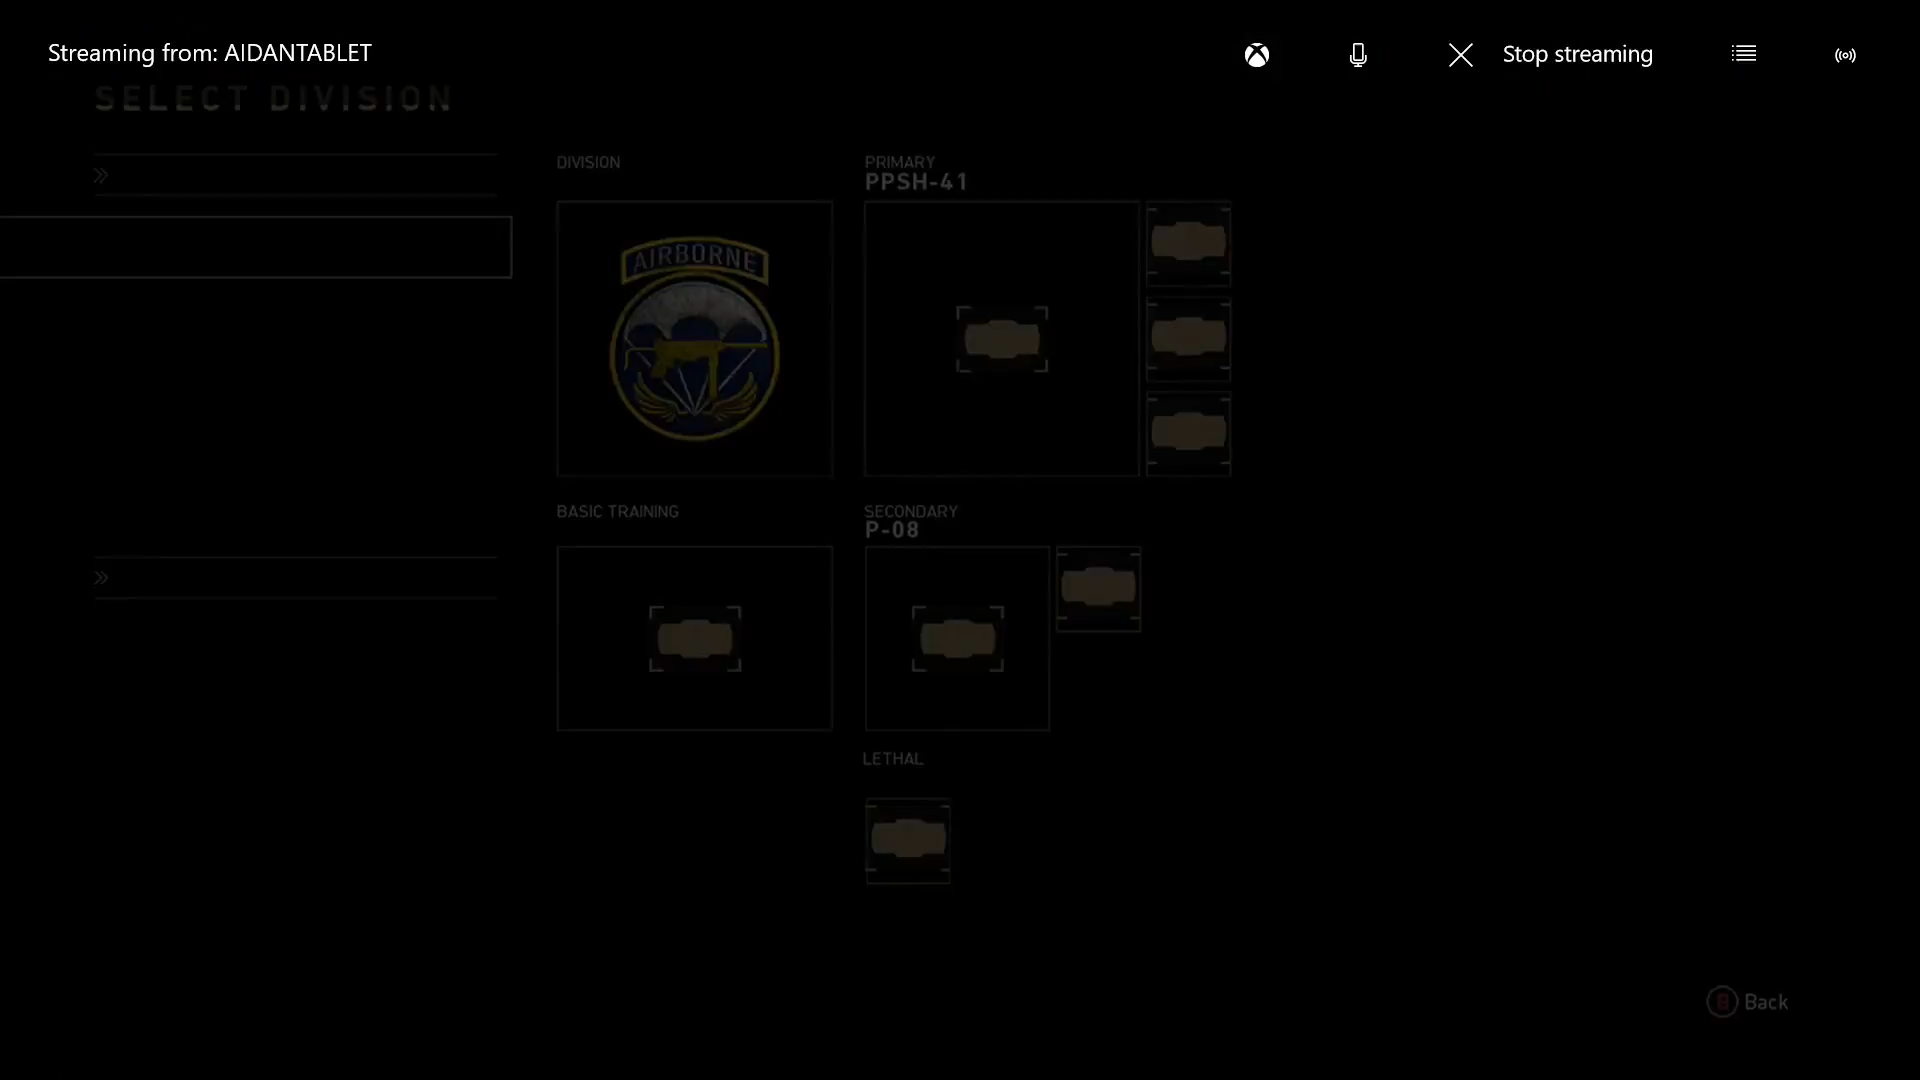 Streaming from: AIDANTABLET
Stop streaming
SELECT DIVISION
DIVISION
PRIMARY
PPSH-41
AIRBORNE
BASIC TRAINING
SECONDARY
P-08
LETHAL
B Back